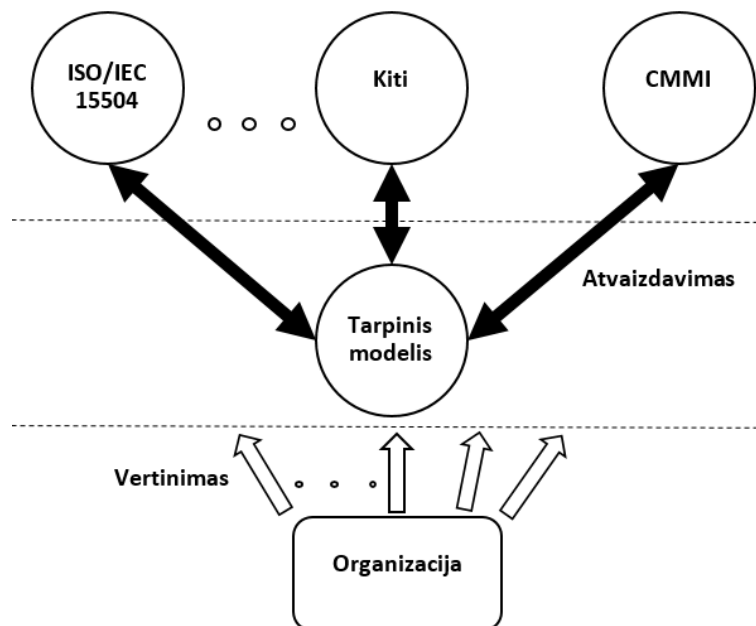 ISO/IEC
15504
Kiti
CMMI
Atvaizdavimas
Tarpinis
modelis
Vertinimas
Organizacija